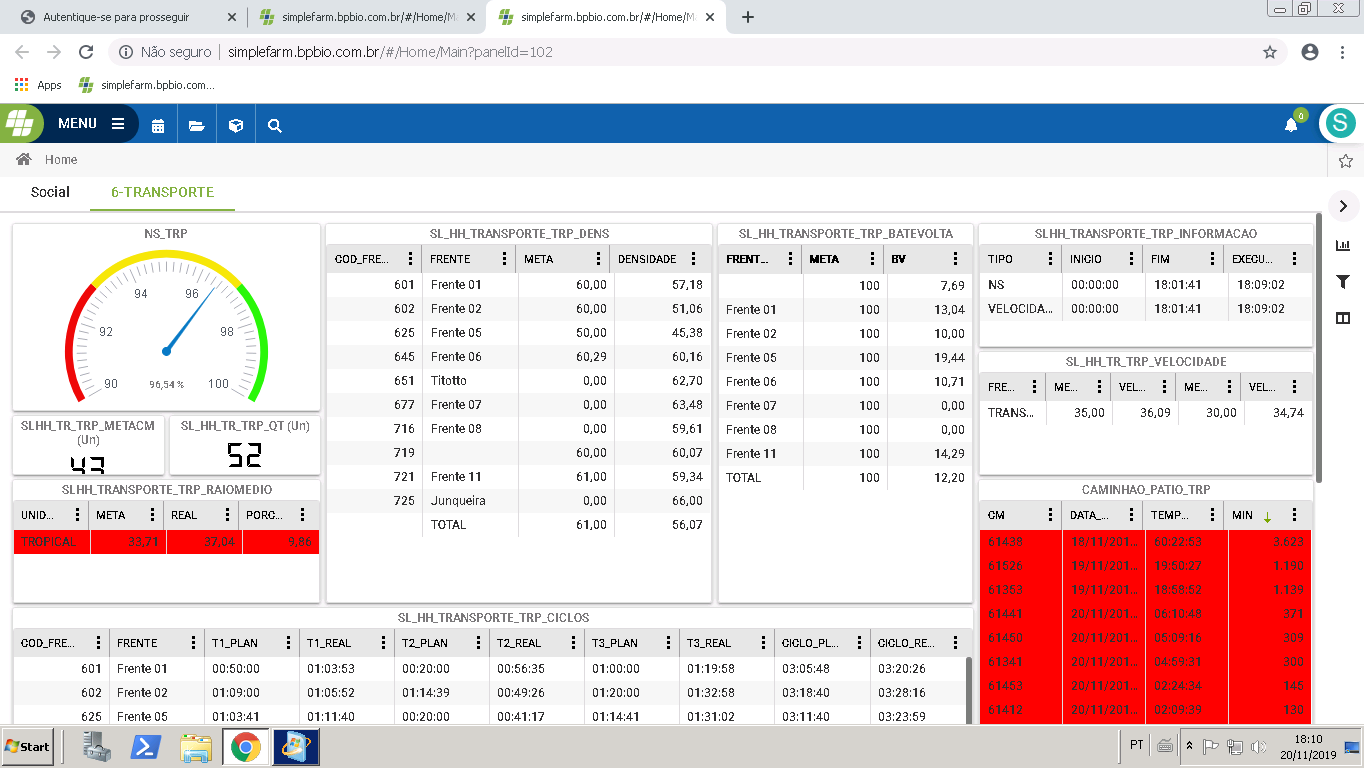 Autentique-se para prosseguir
simplefarm.bpbio.com.br/#/Home/M
simplefarm.bpbio.com.br/#/Home/M
Não seguro simplefarm.bpbio.com.br/#/Home/Main?panelId=102
Apps simplefarm.bpbio.com...
MENU 0 S
Home
Social 6-TRANSPORTE
NS_TRP
90 92 94 96 98 100
96,54 %
SLHH_TR_TRP_METACM (Un)
43
SL_HH_TR_TRP_QT (Un)
52
SLHH_TRANSPORTE_TRP_RAIOMEDIO
UNID... META REAL PORC...
TROPICAL 33,71 37,04 9,86
SL_HH_TRANSPORTE_TRP_DENS
COD_FRE... FRENTE META DENSIDADE
601 Frente 01 60,00 57,18
602 Frente 02 60,00 51,06
625 Frente 05 50,00 45,38
645 Frente 06 60,29 60,16
651 Titotto 0,00 62,70
677 Frente 07 0,00 63,48
716 Frente 08 0,00 59,61
719 60,00 60,07
721 Frente 11 61,00 59,34
725 Junqueira 0,00 66,00
TOTAL 61,00 56,07
SL_HH_TRANSPORTE_TRP_BATEVOLTA
FRENT... META BV
100 7,69
Frente 01 100 13,04
Frente 02 100 10,00
Frente 05 100 19,44
Frente 06 100 10,71
Frente 07 100 0,00
Frente 08 100 0,00
Frente 11 100 14,29
TOTAL 100 12,20
SLHH_TRANSPORTE_TRP_INFORMACAO
TIPO INICIO FIM EXECU...
NS 00:00:00 18:01:41 18:09:02
VELOCIDA... 00:00:00 18:01:41 18:09:02
SL_HH_TR_TRP_VELOCIDADE
FRE... ME... VEL... ME... VEL...
TRANS... 35,00 36,09 30,00 34,74
CAMINHAO_PATIO_TRP
CM DATA_... TEMP... MIN
61438 18/11/201... 60:22:53 3.623
61526 19/11/201... 19:50:27 1.190
61353 19/11/201... 18:58:52 1.139
61441 20/11/201... 06:10:48 371
61450 20/11/201... 05:09:16 309
61341 20/11/201... 04:59:31 300
61453 20/11/201... 02:24:34 145
61412 20/11/201... 02:09:39 130
SL_HH_TRANSPORTE_TRP_CICLOS
COD_FRE... FRENTE T1_PLAN T1_REAL T2_PLAN T2_REAL T3_PLAN T3_REAL CICLO_PL... CICLO_RE...
601 Frente 01 00:50:00 01:03:53 00:20:00 00:56:35 01:00:00 01:19:58 03:05:48 03:20:26
602 Frente 02 01:09:00 01:05:52 01:14:39 00:49:26 01:20:00 01:32:58 03:18:40 03:28:16
625 Frente 05 01:03:41 01:11:40 00:20:00 00:41:17 01:14:41 01:31:02 03:11:40 03:23:59
Start PT 18:10
20/11/2019